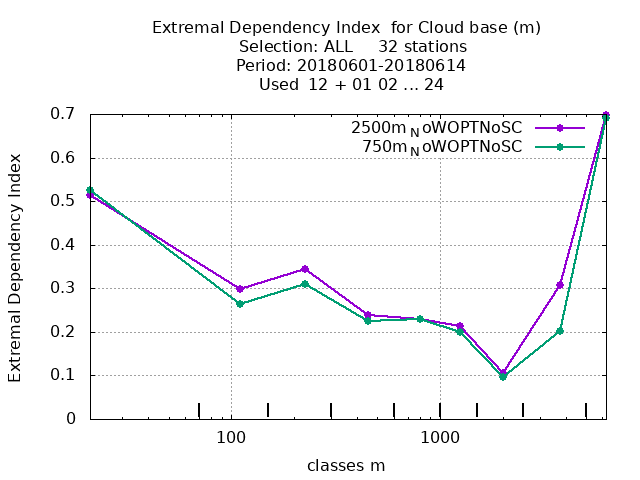 Extremal Dependency Index  for Cloud base (m)
Selection: ALL     32 stations
Period: 20180601-20180614
Used  12 + 01 02 ... 24
0.7
0.6
0.5
0.4
0.3
0.2
0.1
0
Extremal Dependency Index
2500mNoWOPTNoSC
750mNoWOPTNoSC
100 1000
classes m